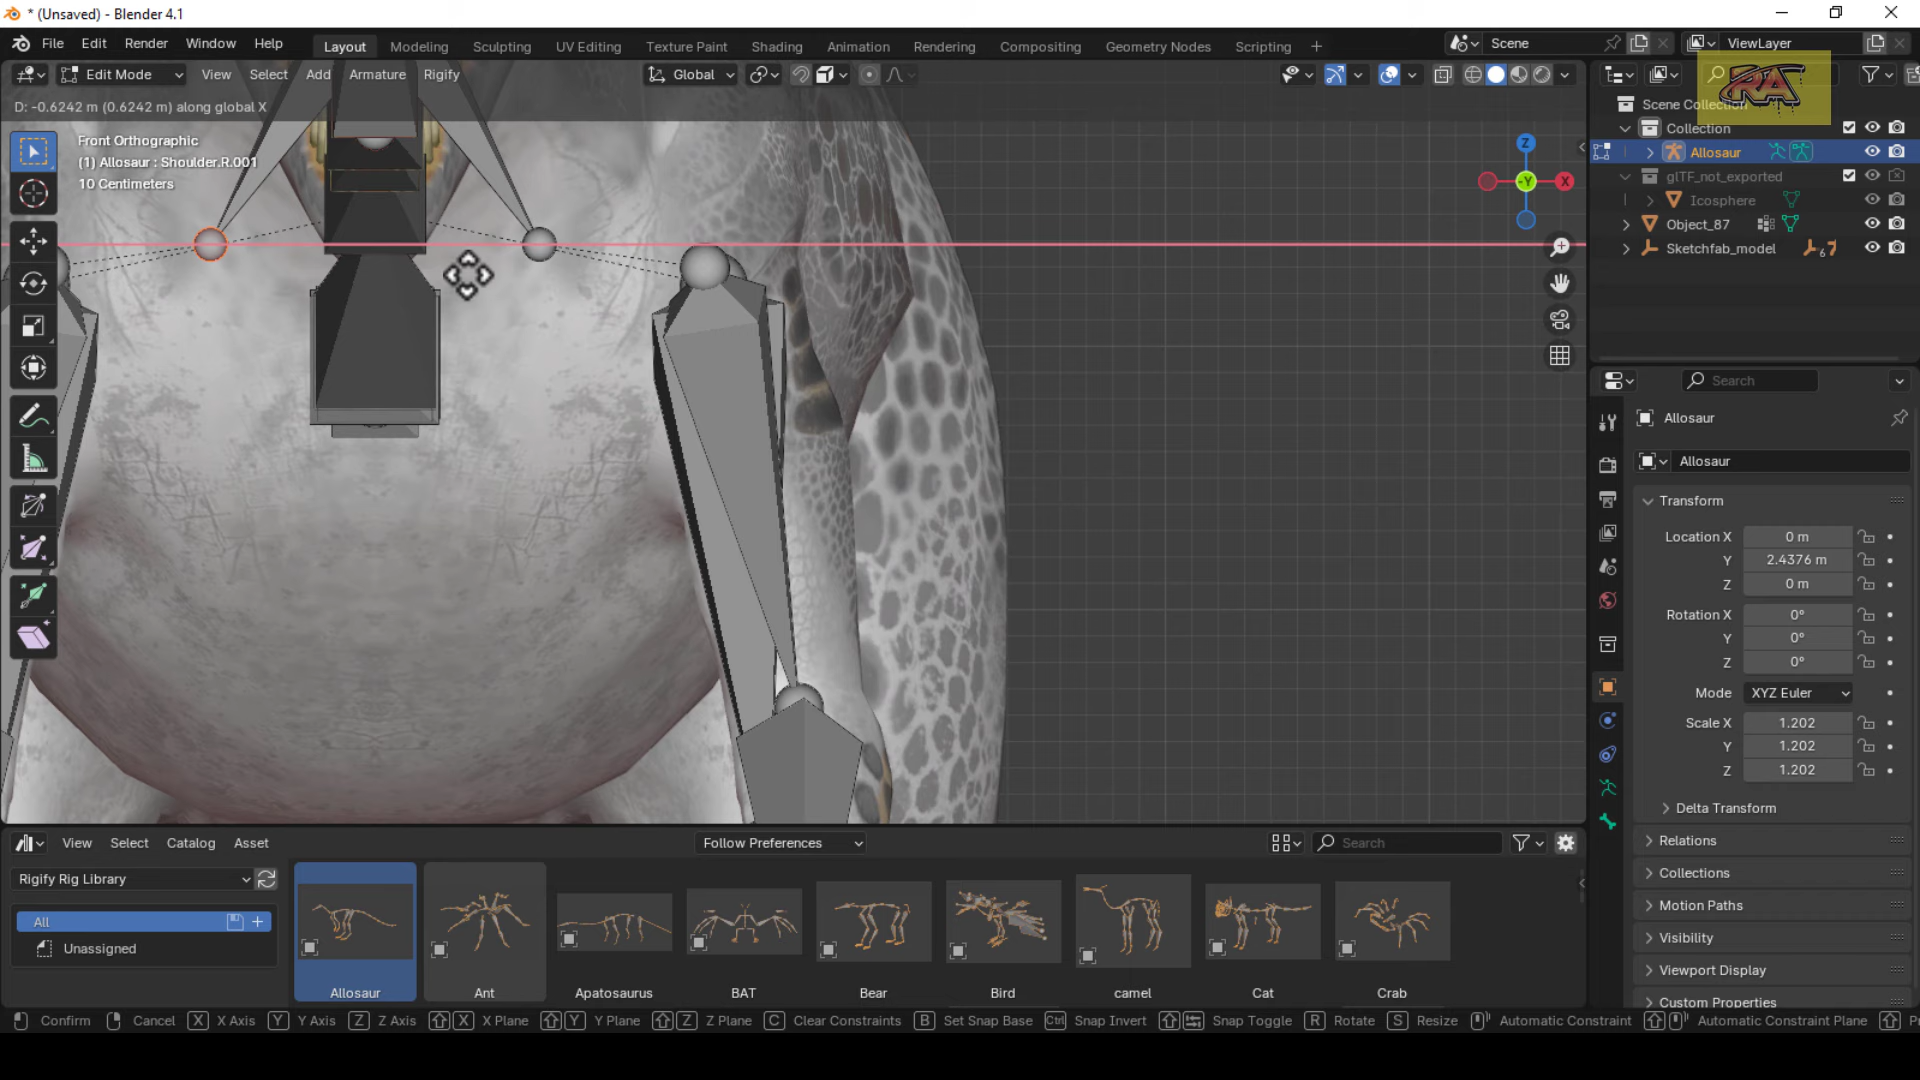 * (Unsaved) - Blender 4.1
File Edit Render Window Help
Layout Modeling Sculpting UV Editing Texture Paint Shading Animation Rendering Compositing Geometry Nodes Scripting +
Scene
ViewLayer
Edit Mode View Select Add Armature Rigify
Global
D: -0.6242 m (0.6242 m) along global X
Front Orthographic
(1) Allosaur : Shoulder.R.001
10 Centimeters
Z
-Y
X
RA
Scene Collection
Collection
Allosaur
glTF_not_exported
Icosphere
Object_87
Sketchfab_model
6 7
Search
Allosaur
Allosaur
Transform
Location X 0 m
Y 2.4376 m
Z 0 m
Rotation X 0°
Y 0°
Z 0°
Mode XYZ Euler
Scale X 1.202
Y 1.202
Z 1.202
Delta Transform
Relations
Collections
Motion Paths
Visibility
Viewport Display
Custom Properties
View Select Catalog Asset
Follow Preferences
Search
Rigify Rig Library
All
Unassigned
Allosaur Ant Apatosaurus BAT Bear Bird camel Cat Crab
Confirm Cancel X X Axis Y Y Axis Z Z Axis X X Plane Y Y Plane Z Z Plane C Clear Constraints B Set Snap Base Ctrl Snap Invert Snap Toggle R Rotate S Resize Automatic Constraint Automatic Constraint Plane